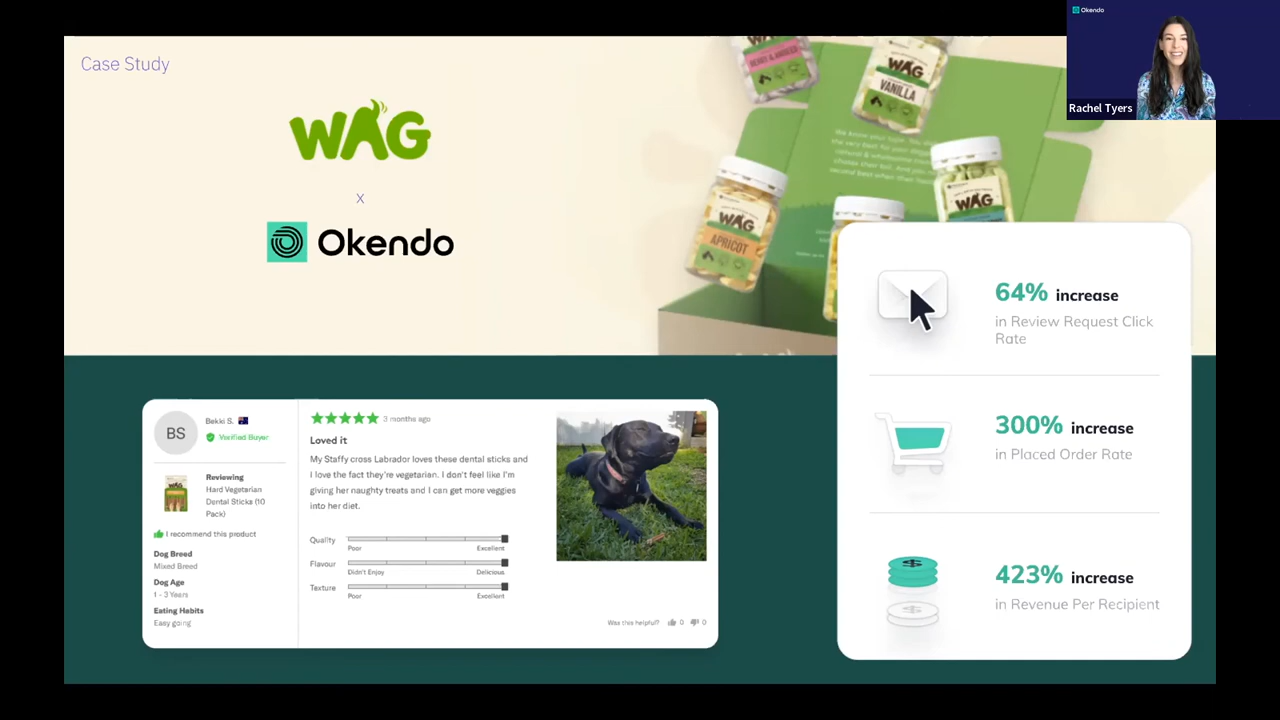 Case Study
WAG
x
Okendo
Okendo
Rachel Tyers
BERRY & ANISEED
WAG
VANILLA
WAG
WAG
APRICOT
64% increase
in Review Request Click
Rate
300% increase
in Placed Order Rate
423% increase
in Revenue Per Recipient
BS
Bekki S.
Verified Buyer
Reviewing
WAG
Hard Vegetarian
Dental Sticks (10
Pack)
I recommend this product
Dog Breed
Mixed Breed
Dog Age
1 - 3 Years
Eating Habits
Easy going
3 months ago
Loved it
My Staffy cross Labrador loves these dental sticks and
I love the fact they're vegetarian. I don't feel like I'm
giving her naughty treats and I can get more veggies
into her diet.
Quality
Poor Excellent
Flavour
Didn't Enjoy Delicious
Texture
Poor Excellent
Was this helpful? 0 0